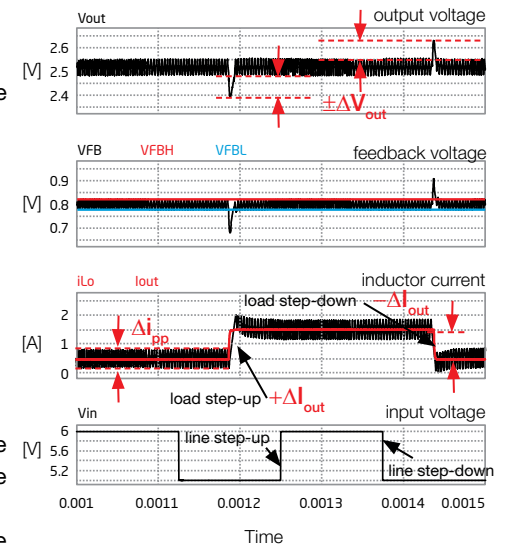 Vout output voltage
2.6
[V] 2.5
2.4
±ΔVout
e
VFB VFBH VFBL feedback voltage
0.9
[V] 0.8
0.7
iLo Iout inductor current
load step-down −ΔIout
2
Δipp
[A] 1
0
load step-up +ΔIout
Vin input voltage
6
line step-up
e [V] 5.6
e 5.2
line step-down
0.001 0.0011 0.0012 0.0013 0.0014 0.0015
Time
e